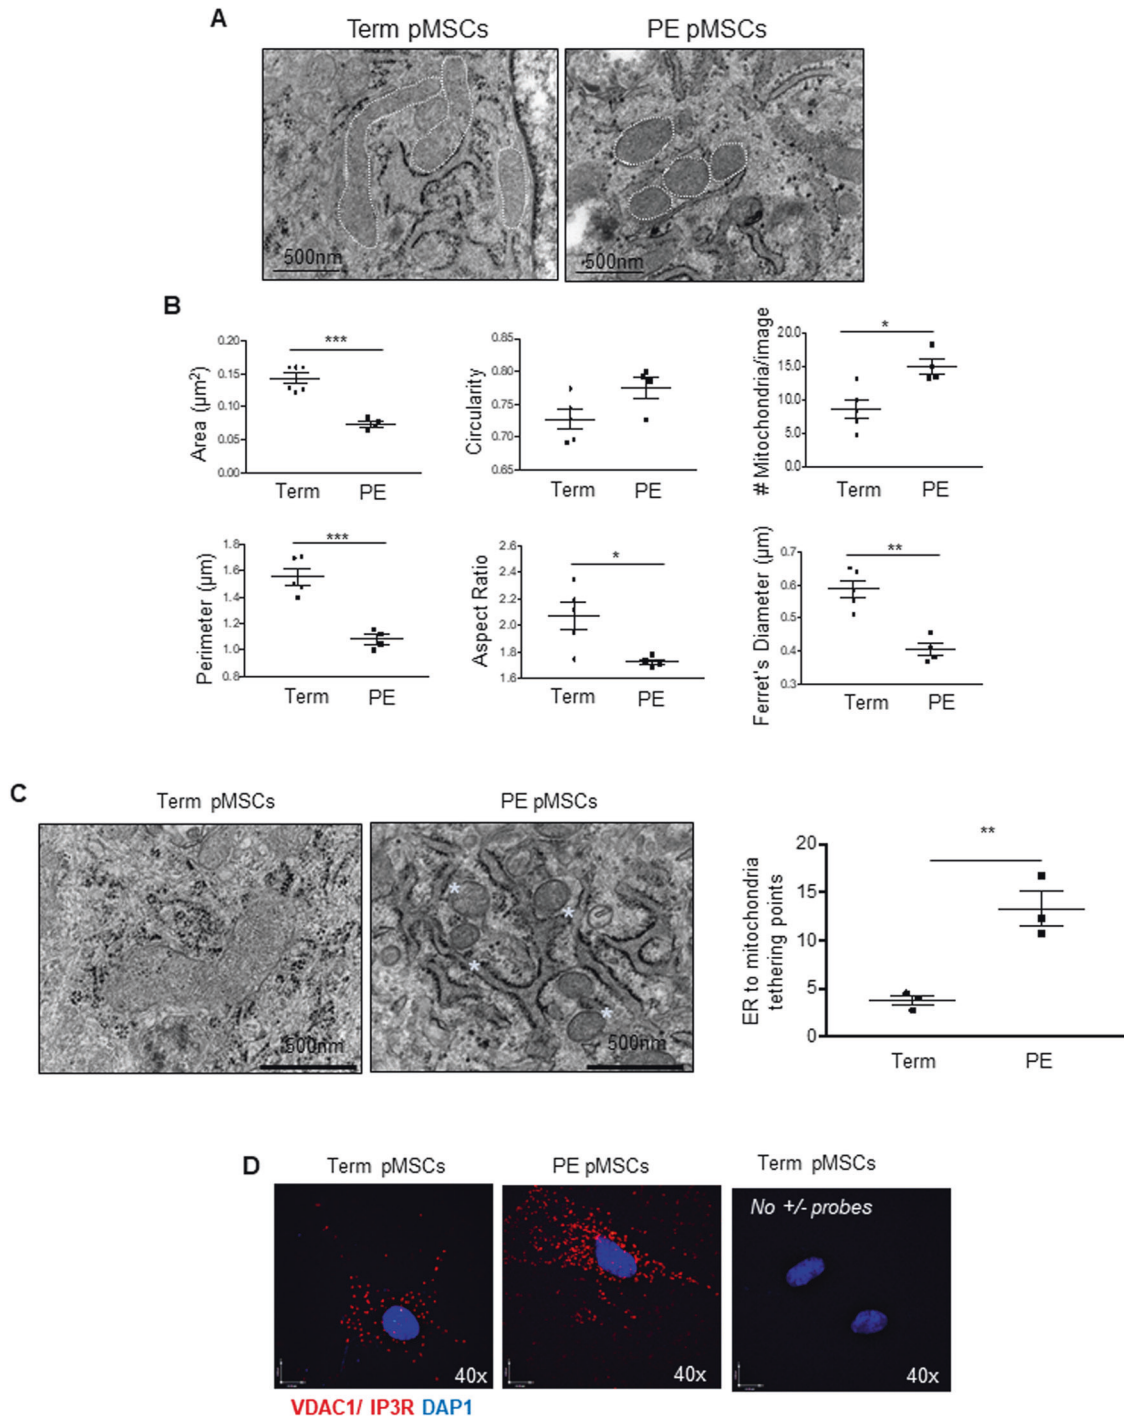 A
Term pMSCs
PE pMSCs
500nm
500nm
B
Area (µm²)
0.20
0.15
0.10
0.05
0.00
***
Term
PE
Circularity
0.85
0.80
0.75
0.70
0.65
Term
PE
# Mitochondria/image
20.0
15.0
10.0
5.0
0.0
*
Term
PE
Perimeter (µm)
1.8
1.6
1.4
1.2
1.0
0.8
***
Term
PE
Aspect Ratio
2.6
2.4
2.2
2.0
1.8
1.6
*
Term
PE
Ferret's Diameter (µm)
0.7
0.6
0.5
0.4
0.3
**
Term
PE
C
Term pMSCs
PE pMSCs
*
*
*
*
500nm
500nm
ER to mitochondria
tethering points
20
15
10
5
0
**
Term
PE
D
Term pMSCs
PE pMSCs
Term pMSCs
No +/- probes
40x
40x
40x
VDAC1/ IP3R DAP1